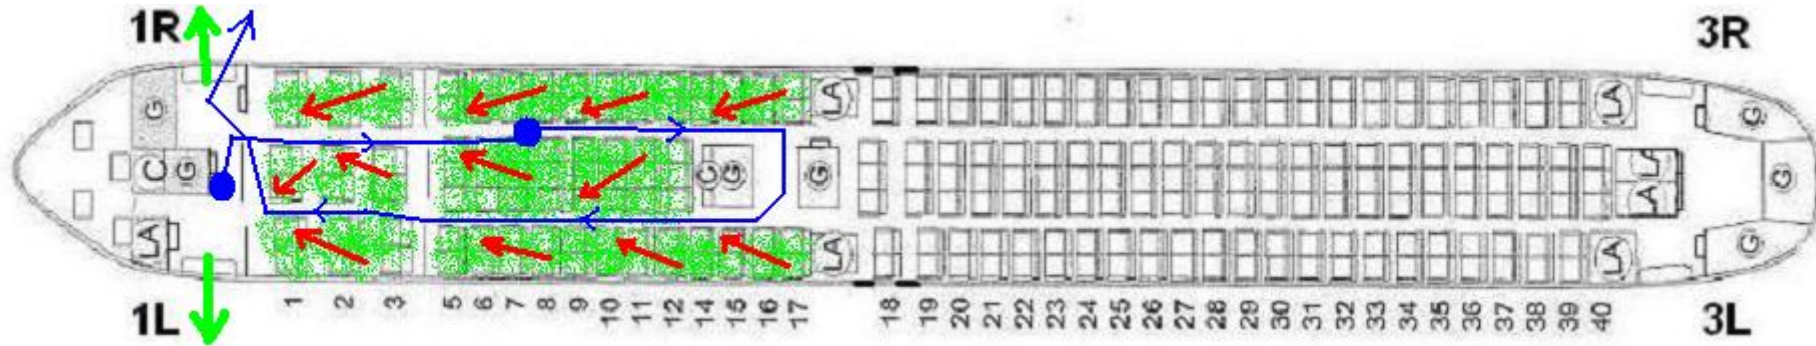 1R 3R
G LA LA G
C G C G G LA G
LA LA LA G
1 2 3 5 6 7 8 9 10 11 12 14 15 16 17 18 19 20 21 22 23 24 25 26 27 28 29 30 31 32 33 34 35 36 37 38 39 40
1L 3L